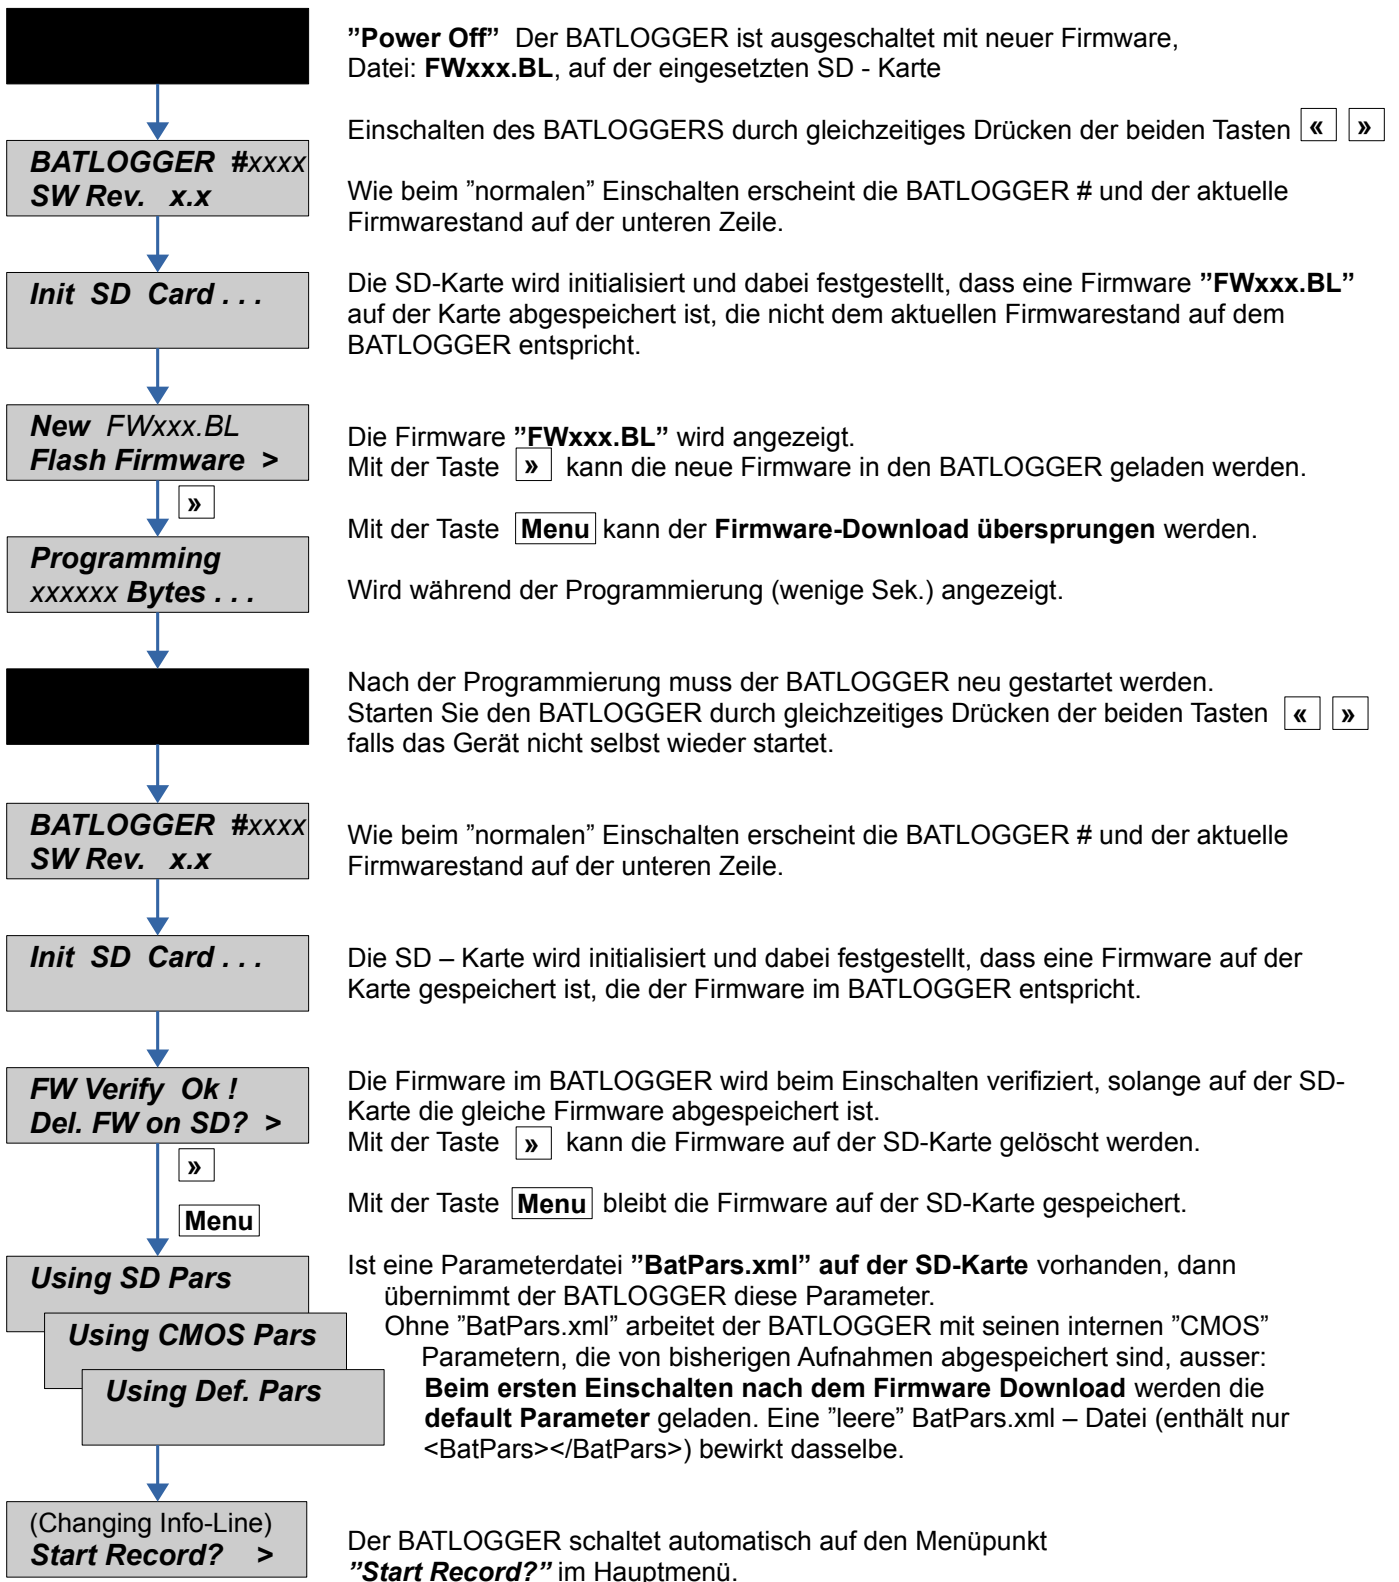 ”Power Off” Der BATLOGGER ist ausgeschaltet mit neuer Firmware,
Datei: FWxxx.BL, auf der eingesetzten SD - Karte
Einschalten des BATLOGGERS durch gleichzeitiges Drücken der beiden Tasten « »
BATLOGGER #xxxx
SW Rev. x.x
Wie beim ”normalen” Einschalten erscheint die BATLOGGER # und der aktuelle
Firmwarestand auf der unteren Zeile.
Init SD Card . . .
Die SD-Karte wird initialisiert und dabei festgestellt, dass eine Firmware ”FWxxx.BL”
auf der Karte abgespeichert ist, die nicht dem aktuellen Firmwarestand auf dem
BATLOGGER entspricht.
New FWxxx.BL
Flash Firmware >
Die Firmware ”FWxxx.BL” wird angezeigt.
Mit der Taste » kann die neue Firmware in den BATLOGGER geladen werden.
»
Mit der Taste Menu kann der Firmware-Download übersprungen werden.
Programming
xxxxxx Bytes . . .
Wird während der Programmierung (wenige Sek.) angezeigt.
Nach der Programmierung muss der BATLOGGER neu gestartet werden.
Starten Sie den BATLOGGER durch gleichzeitiges Drücken der beiden Tasten « »
falls das Gerät nicht selbst wieder startet.
BATLOGGER #xxxx
SW Rev. x.x
Wie beim ”normalen” Einschalten erscheint die BATLOGGER # und der aktuelle
Firmwarestand auf der unteren Zeile.
Init SD Card . . .
Die SD – Karte wird initialisiert und dabei festgestellt, dass eine Firmware auf der
Karte gespeichert ist, die der Firmware im BATLOGGER entspricht.
FW Verify Ok !
Del. FW on SD? >
Die Firmware im BATLOGGER wird beim Einschalten verifiziert, solange auf der SD-
Karte die gleiche Firmware abgespeichert ist.
Mit der Taste » kann die Firmware auf der SD-Karte gelöscht werden.
»
Menu
Mit der Taste Menu bleibt die Firmware auf der SD-Karte gespeichert.
Using SD Pars
Using CMOS Pars
Using Def. Pars
Ist eine Parameterdatei ”BatPars.xml” auf der SD-Karte vorhanden, dann
übernimmt der BATLOGGER diese Parameter.
Ohne ”BatPars.xml” arbeitet der BATLOGGER mit seinen internen ”CMOS”
Parametern, die von bisherigen Aufnahmen abgespeichert sind, ausser:
Beim ersten Einschalten nach dem Firmware Download werden die
default Parameter geladen. Eine ”leere” BatPars.xml – Datei (enthält nur
&lt;BatPars&gt;&lt;/BatPars&gt;) bewirkt dasselbe.
(Changing Info-Line)
Start Record? >
Der BATLOGGER schaltet automatisch auf den Menüpunkt
”Start Record?” im Hauptmenü.